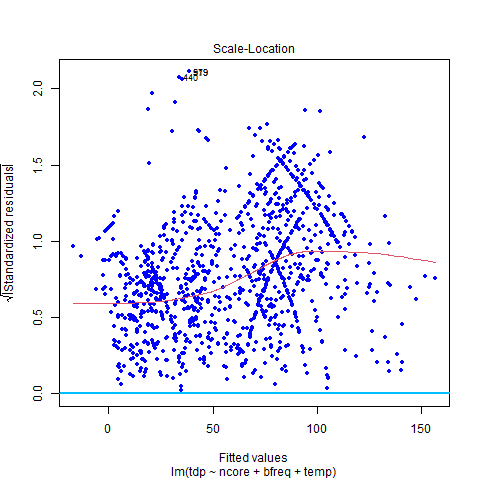 Scale-Location
√|Standardized residuals|
2.0
1.5
1.0
0.5
0.0
440
0
50
100
150
Fitted values
lm(tdp ~ ncore + bfreq + temp)